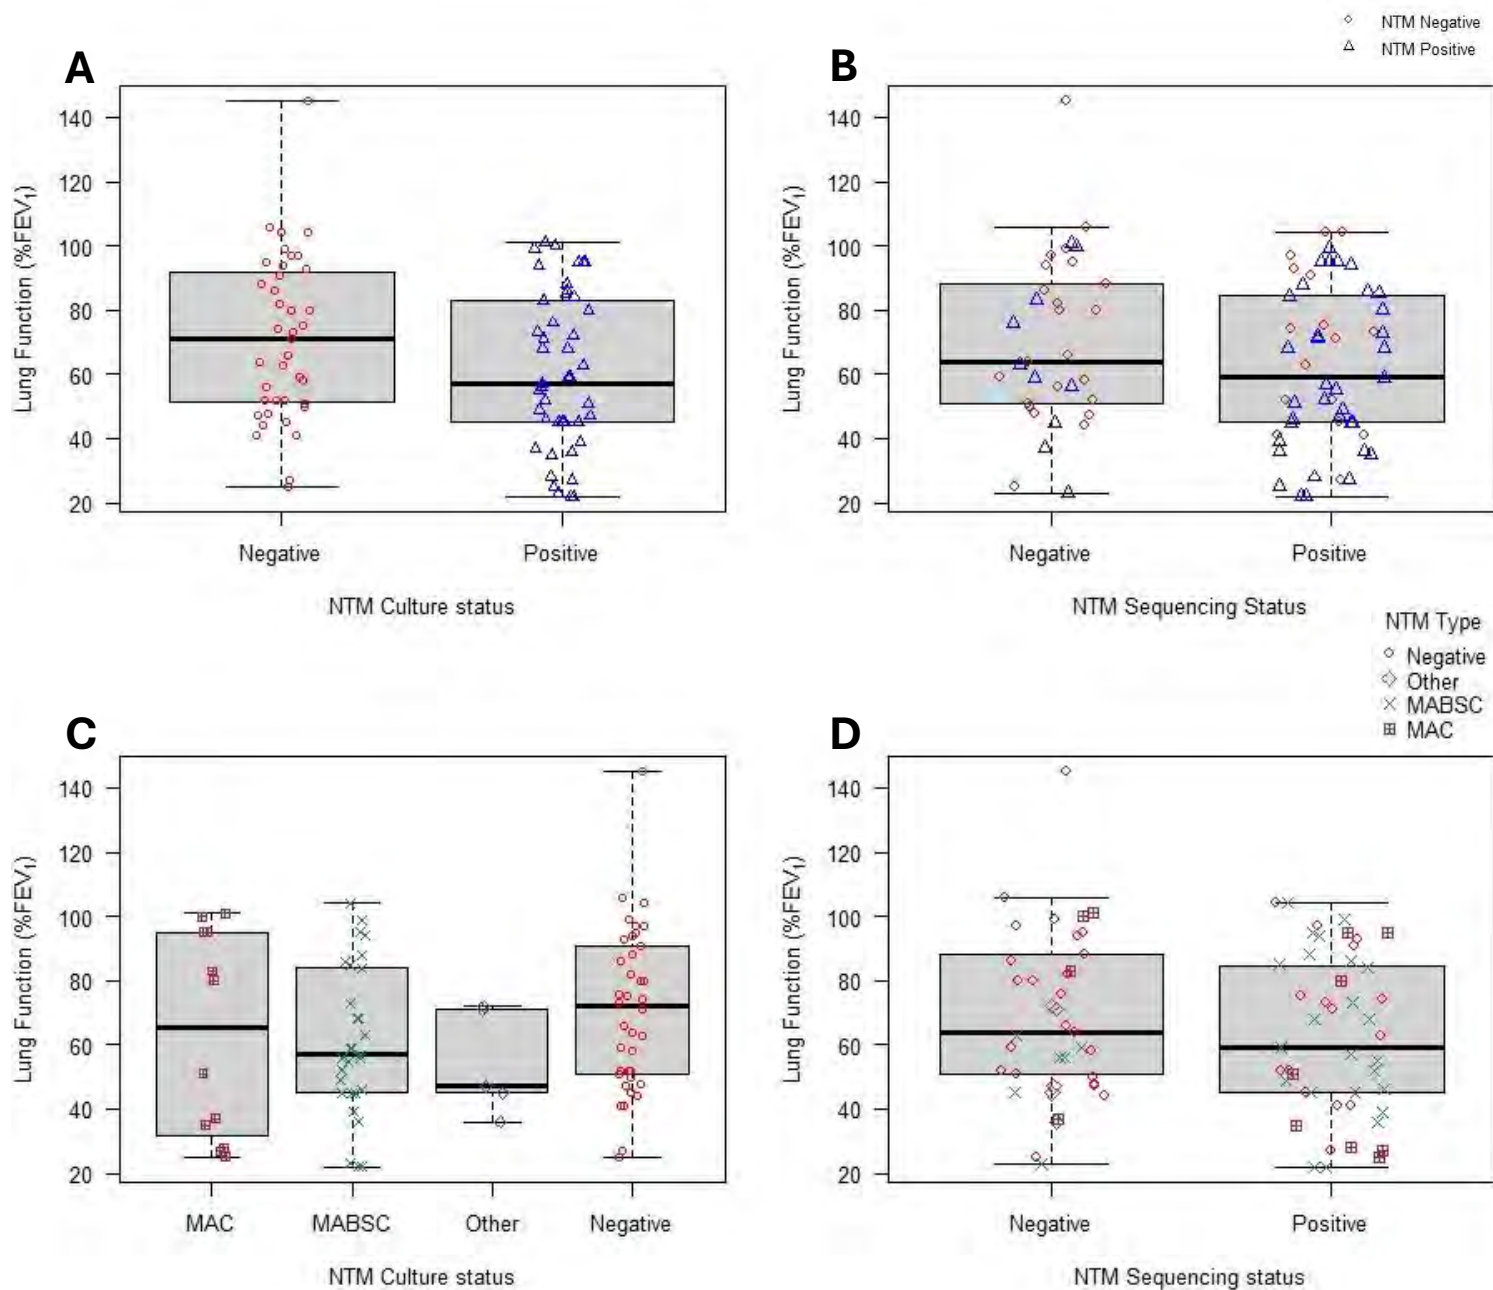 NTM Negative
NTM Positive
A
B
Lung Function (%FEV₁)
140
120
100
80
60
40
20
Negative
Positive
NTM Culture status
Lung Function (%FEV₁)
140
120
100
80
60
40
20
Negative
Positive
NTM Sequencing Status
NTM Type
Negative
Other
MABSC
MAC
C
D
Lung Function (%FEV₁)
140
120
100
80
60
40
20
MAC
MABSC
Other
Negative
NTM Culture status
Lung Function (%FEV₁)
140
120
100
80
60
40
20
Negative
Positive
NTM Sequencing status